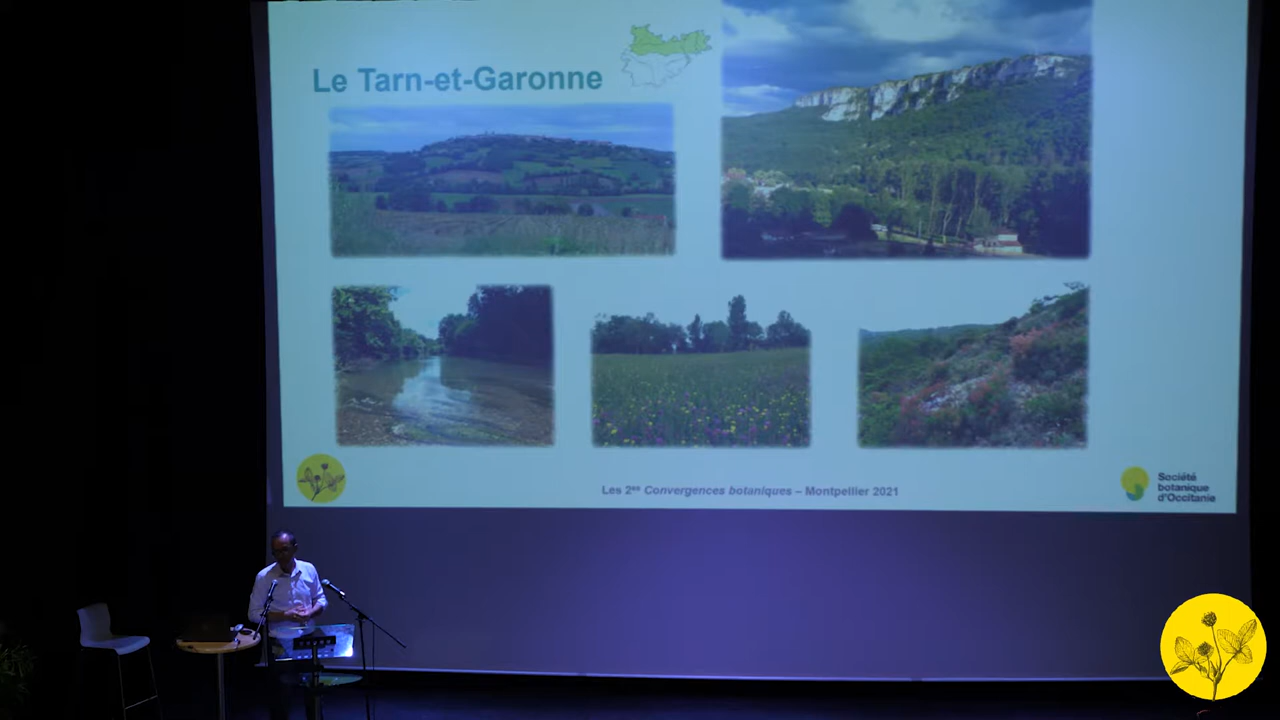 Le Tarn-et-Garonne
Les 2es Convergences botaniques – Montpellier 2021
Société
botanique
d'Occitanie